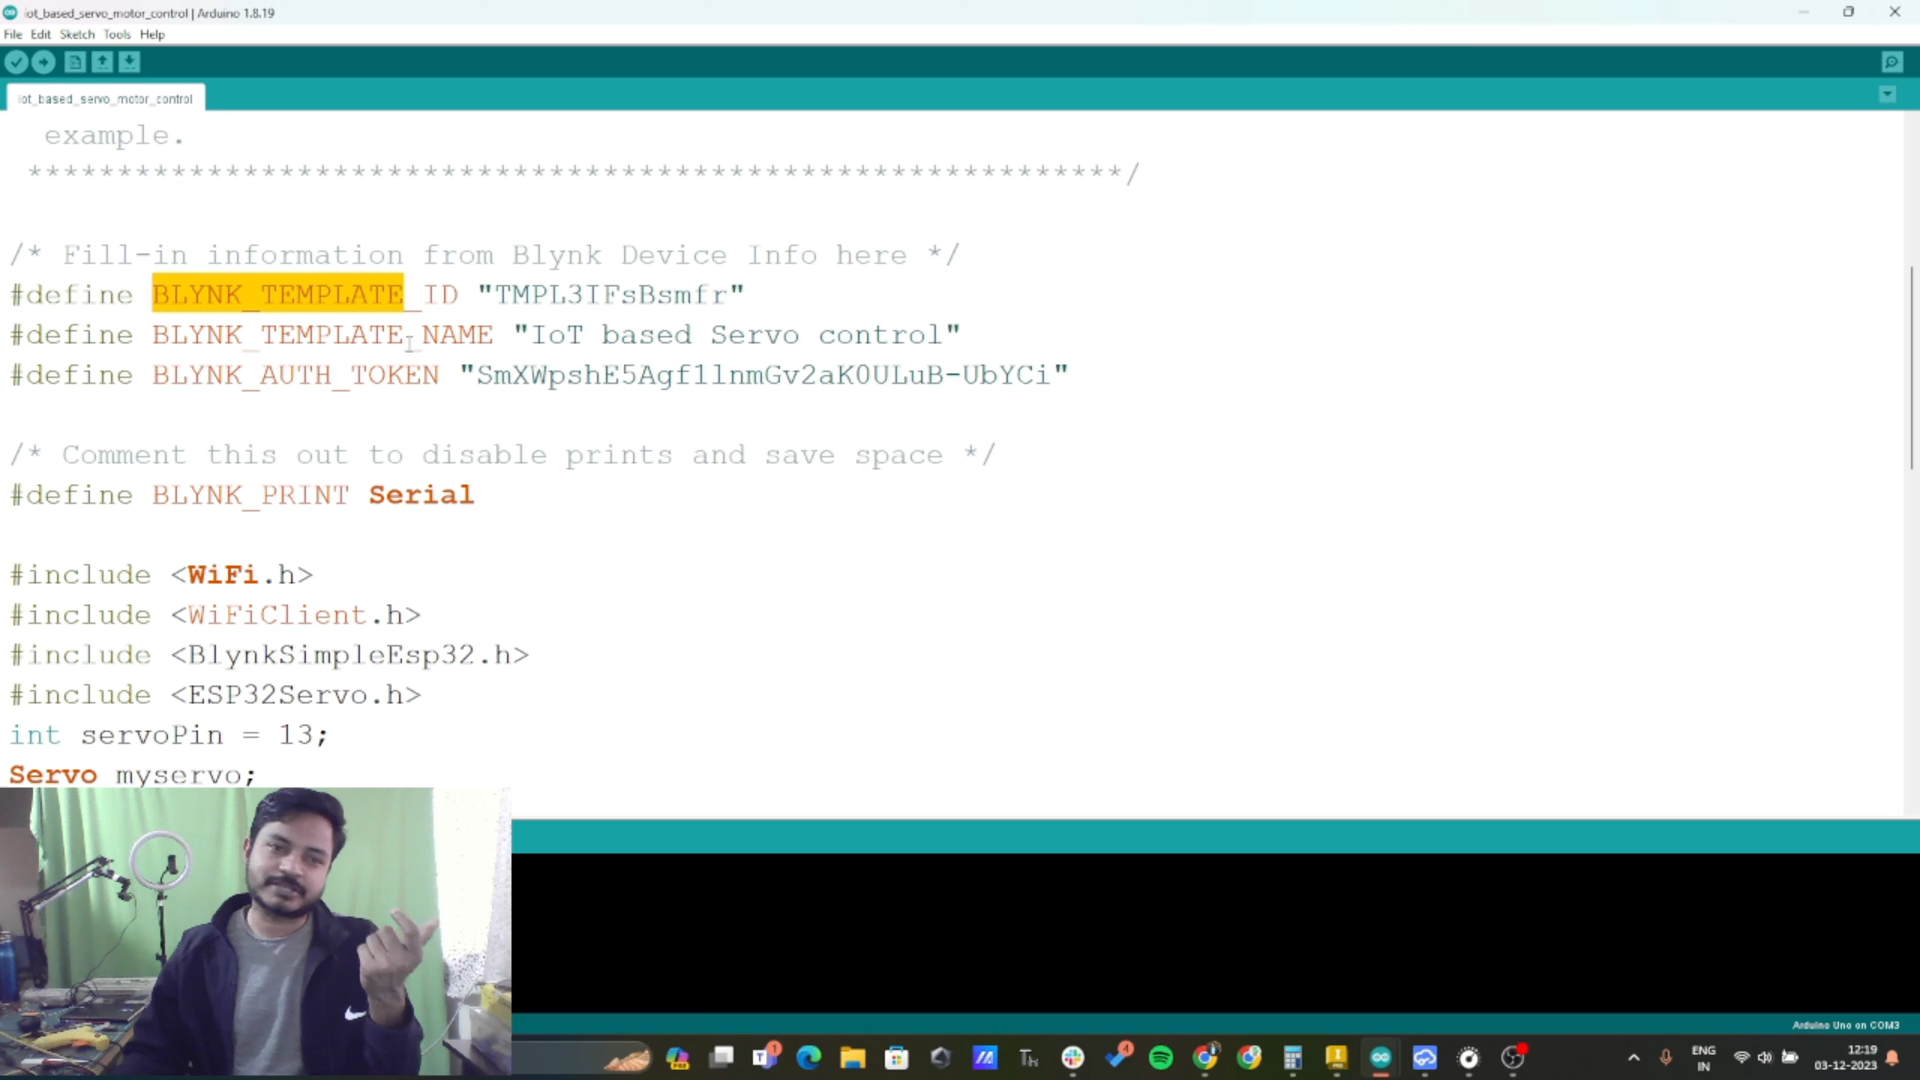 iot_based_servo_motor_control | Arduino 1.8.19
File Edit Sketch Tools Help
iot_based_servo_motor_control
example.
*************************************************************/
/* Fill-in information from Blynk Device Info here */
#define BLYNK_TEMPLATE_ID "TMPL3IFsBsmfr"
#define BLYNK_TEMPLATE_NAME "IoT based Servo control"
#define BLYNK_AUTH_TOKEN "SmXWpshE5Agf1lnmGv2aK0ULuB-UbYCi"
/* Comment this out to disable prints and save space */
#define BLYNK_PRINT Serial
#include <WiFi.h>
#include <WiFiClient.h>
#include <BlynkSimpleEsp32.h>
#include <ESP32Servo.h>
int servoPin = 13;
Servo myservo;
Arduino Uno on COM3
ENG
IN
12:19
03-12-2023